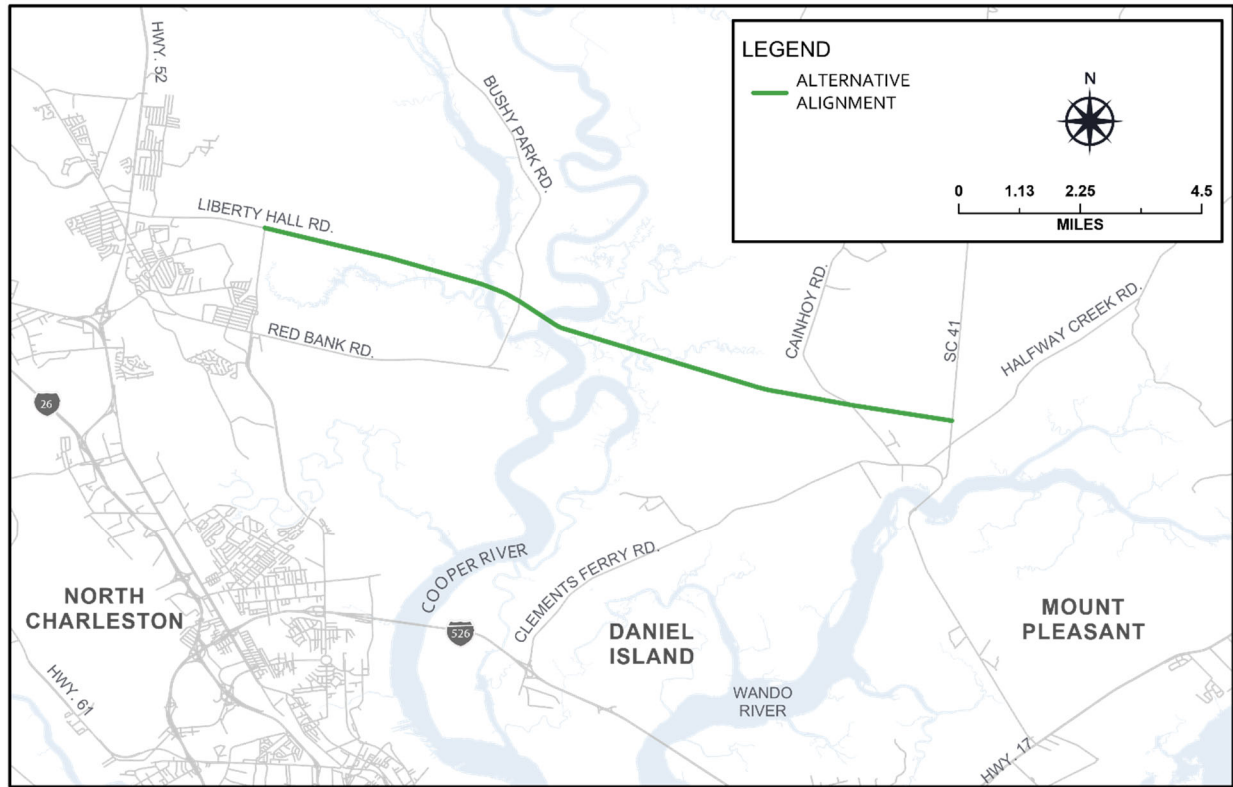 LEGEND
ALTERNATIVE
ALIGNMENT
N
0 1.13 2.25 4.5
MILES
HWY. 52
BUSHY PARK RD.
LIBERTY HALL RD.
RED BANK RD.
CAINHOY RD.
SC 41
HALFWAY CREEK RD.
26
COOPER RIVER
CLEMENTS FERRY RD.
NORTH
CHARLESTON
526
DANIEL
ISLAND
MOUNT
PLEASANT
WANDO
RIVER
HWY. 61
HWY. 17